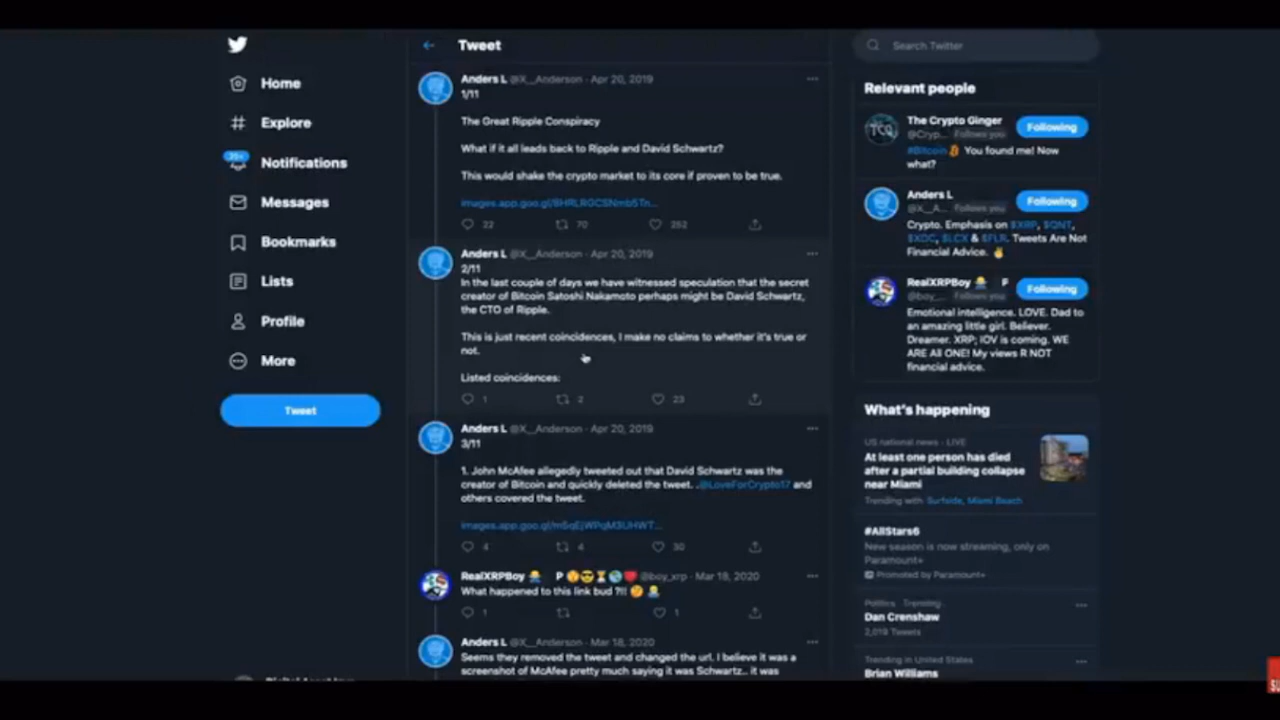 Tweet
Search Twitter
Home
Explore
Notifications
Messages
Bookmarks
Lists
Profile
More
Tweet
Anders L @X__Anderson · Apr 20, 2019
1/11
The Great Ripple Conspiracy
What if it all leads back to Ripple and David Schwartz?
This would shake the crypto market to its core if proven to be true.
22 70 252
Anders L @X__Anderson · Apr 20, 2019
2/11
In the last couple of days we have witnessed speculation that the secret
creator of Bitcoin Satoshi Nakamoto perhaps might be David Schwartz,
the CTO of Ripple.
This is just recent coincidences, I make no claims to whether it's true or
not.
Listed coincidences:
1 2 23
Anders L @X__Anderson · Apr 20, 2019
3/11
1. John McAfee allegedly tweeted out that David Schwartz was the
creator of Bitcoin and quickly deleted the tweet. .@LoveForCrypto17 and
others covered the tweet.
4 4 30
RealXRPBoy P @boy_xrp · Mar 19, 2020
What happened to this link bud ?!!
1 1
Anders L @X__Anderson · Mar 18, 2020
Seems they removed the tweet and changed the url. I believe it was a
screenshot of McAfee pretty much saying it was Schwartz.. it was
Relevant people
The Crypto Ginger
@Cryp... Follows you
Following
#Bitcoin You found me! Now
what?
Anders L
@X__A... Follows you
Following
Crypto. Emphasis on $XRP, $QNT,
$XDC, $LCX & $FLR. Tweets Are Not
Financial Advice.
RealXRPBoy P
@boy_... Follows you
Following
Emotional intelligence. LOVE. Dad to
an amazing little girl. Believer.
Dreamer. XRP; IOV is coming. WE
ARE All ONE! My views R NOT
financial advice.
What's happening
US national news · LIVE
At least one person has died
after a partial building collapse
near Miami
Trending with Surfside, Miami Beach
#AllStars6
New season is now streaming, only on
Paramount+
Promoted by Paramount+
Politics · Trending
Dan Crenshaw
2,019 Tweets
Trending in United States
Brian Williams